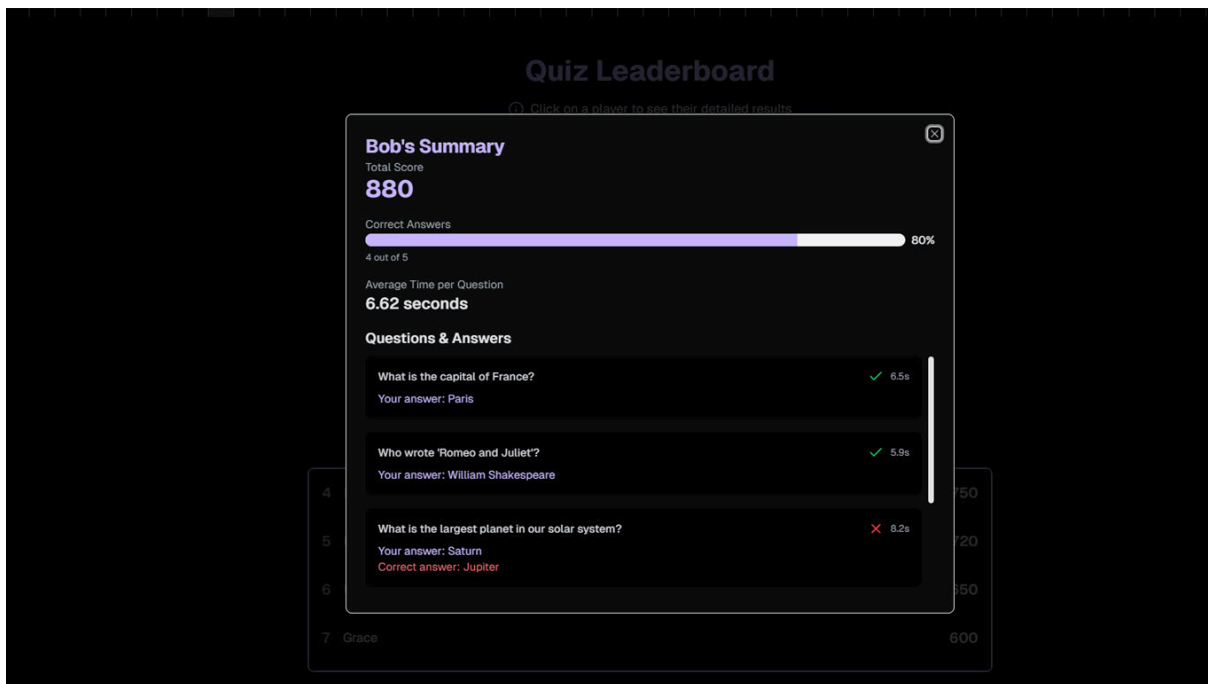 Quiz Leaderboard
Click on a player to see their detailed results
Bob's Summary
Total Score
880
Correct Answers
80%
4 out of 5
Average Time per Question
6.62 seconds
Questions & Answers
What is the capital of France?
6.5s
Your answer: Paris
Who wrote 'Romeo and Juliet'?
5.9s
Your answer: William Shakespeare
What is the largest planet in our solar system?
8.2s
Your answer: Saturn
Correct answer: Jupiter
4 750
5 720
6 650
7 Grace 600